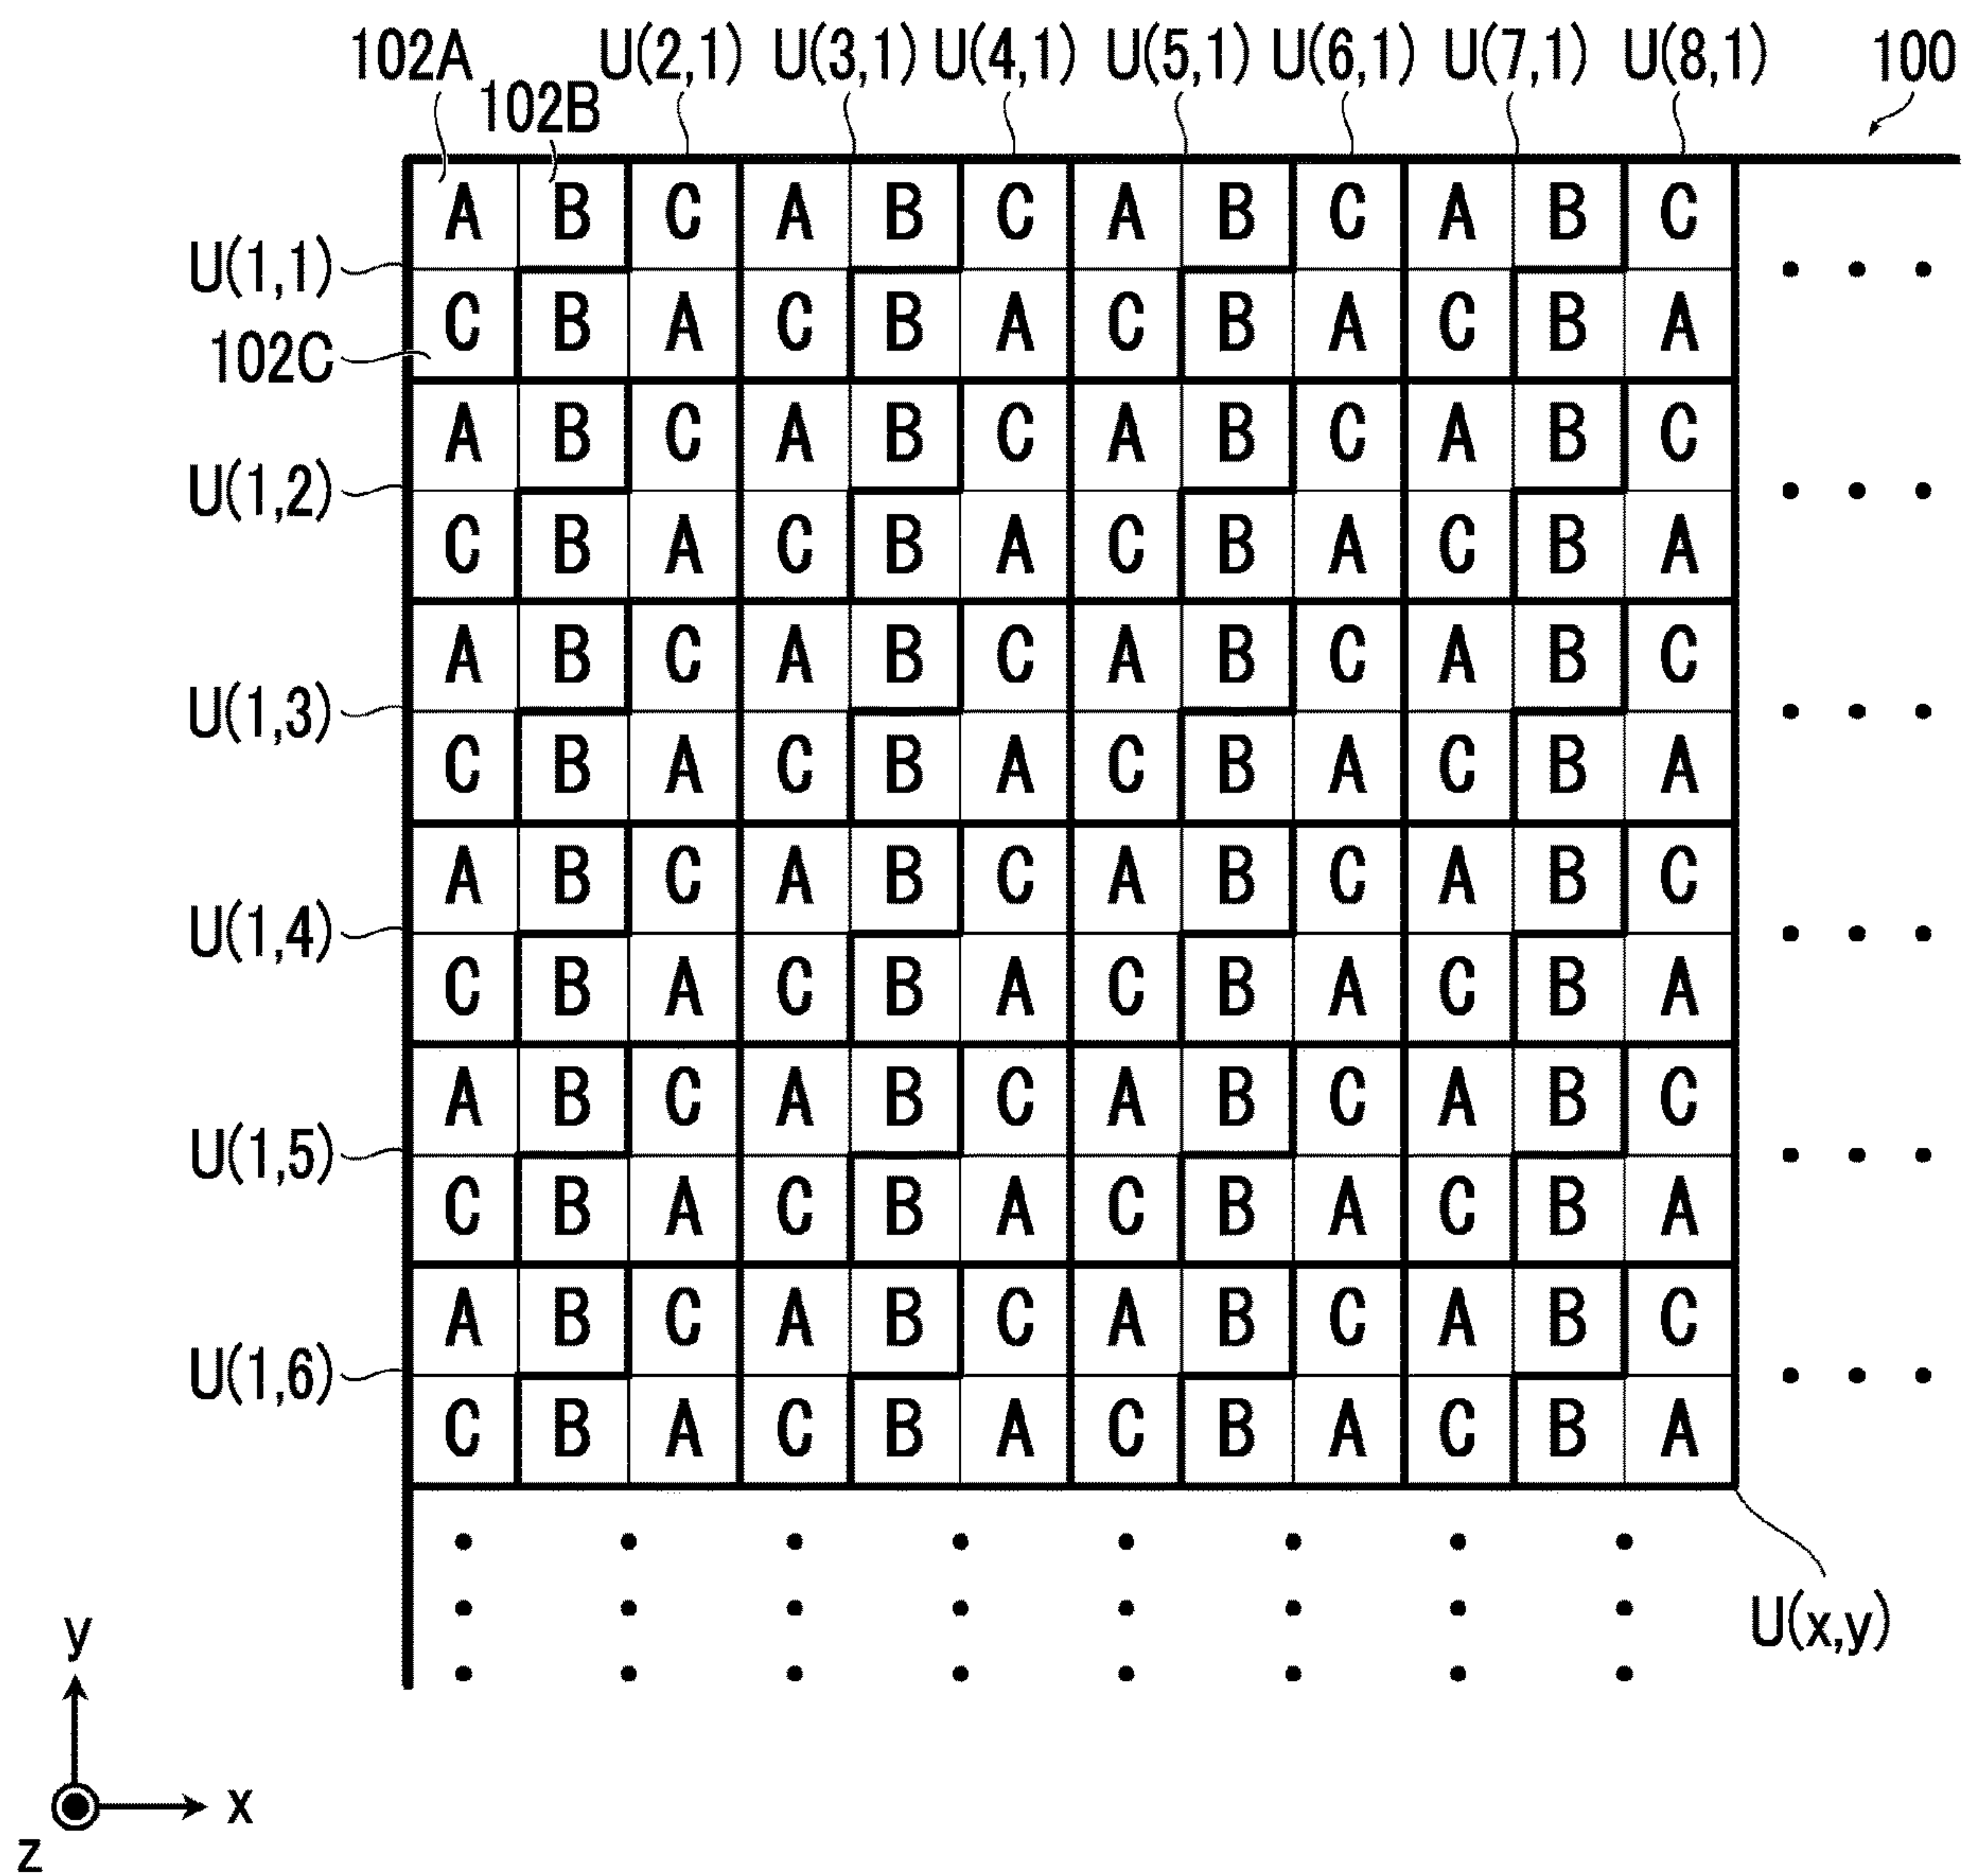 102A U(2,1) U(3,1) U(4,1) U(5,1) U(6,1) U(7,1) U(8,1) 100
102B
A B C A B C A B C A B C
U(1,1)
C B A C B A C B A C B A
102C
A B C A B C A B C A B C
U(1,2)
C B A C B A C B A C B A
A B C A B C A B C A B C
U(1,3)
C B A C B A C B A C B A
A B C A B C A B C A B C
U(1,4)
C B A C B A C B A C B A
A B C A B C A B C A B C
U(1,5)
C B A C B A C B A C B A
A B C A B C A B C A B C
U(1,6)
C B A C B A C B A C B A
U(x,y)
y
x
z